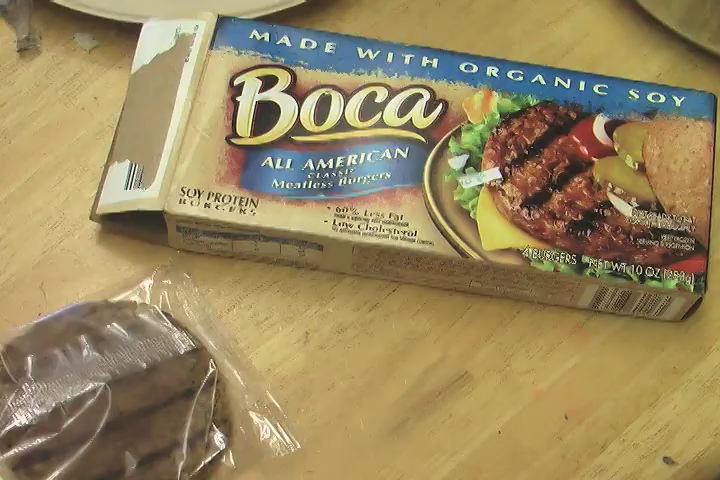 MADE WITH ORGANIC SOY
Boca
ALL AMERICAN
CLASSIC
Meatless Burgers
SOY PROTEIN
BURGERS
• 60% Less Fat
• Low Cholesterol
4 BURGERS NET WT 10 OZ (283g)